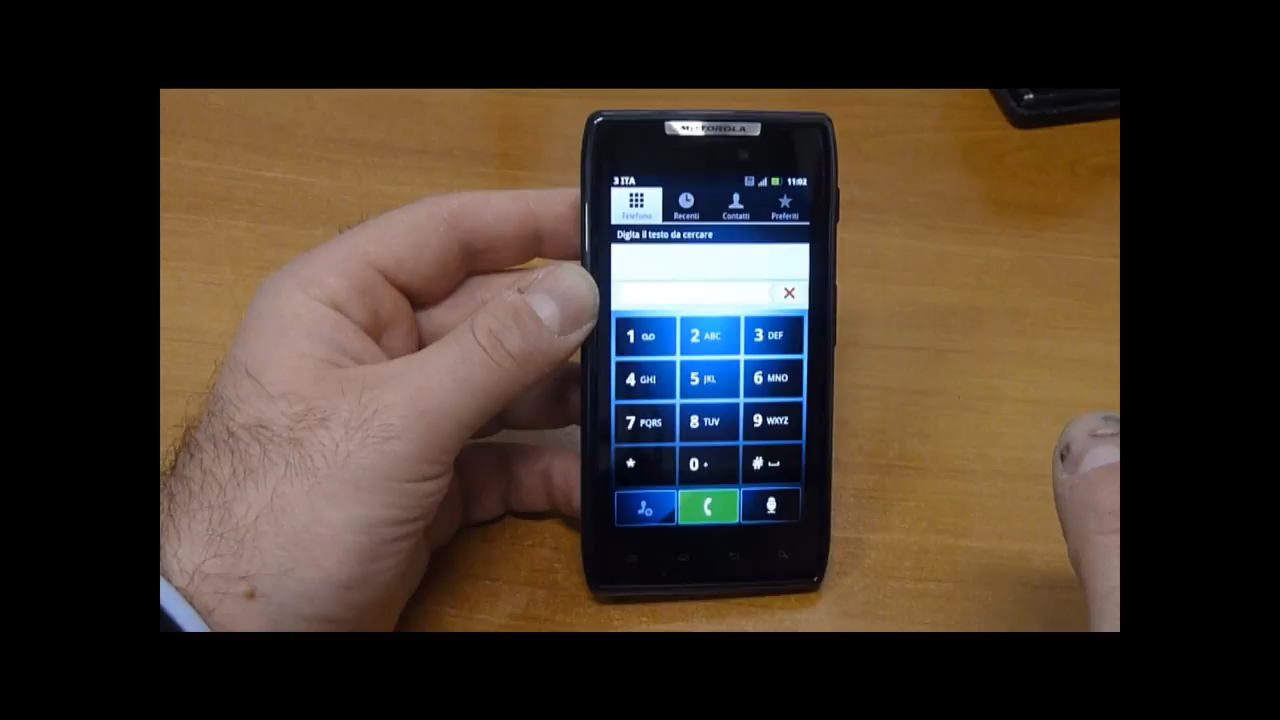 MOTOROLA
3 ITA 11:02
Telefono Recenti Contatti Preferiti
Digita il testo da cercare
1 2 ABC 3 DEF
4 GHI 5 JKL 6 MNO
7 PQRS 8 TUV 9 WXYZ
* 0 + #